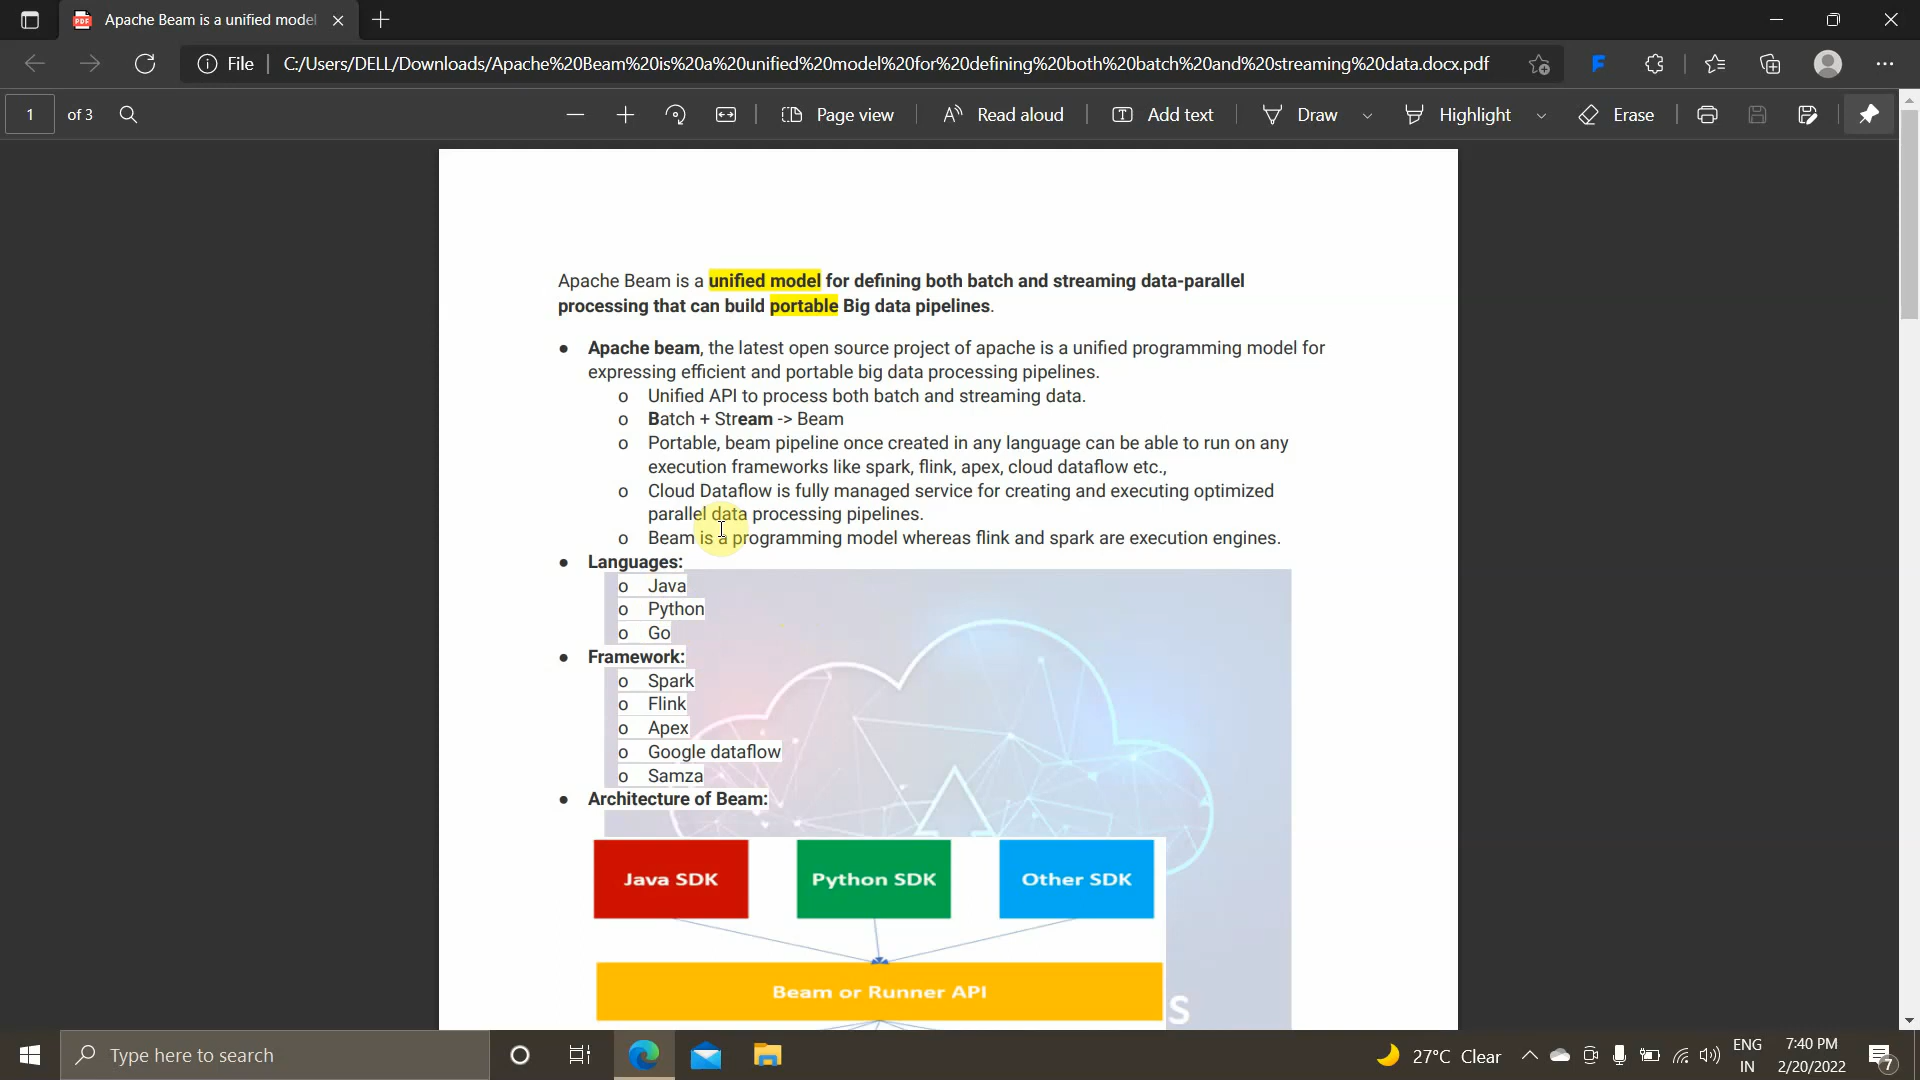 Apache Beam is a unified model
File
C:/Users/DELL/Downloads/Apache%20Beam%20is%20a%20unified%20model%20for%20defining%20both%20batch%20and%20streaming%20data.docx.pdf
1 of 3
Page view
Read aloud
Add text
Draw
Highlight
Erase
Apache Beam is a unified model for defining both batch and streaming data-parallel
processing that can build portable Big data pipelines.
● Apache beam, the latest open source project of apache is a unified programming model for
expressing efficient and portable big data processing pipelines.
o Unified API to process both batch and streaming data.
o Batch + Stream -> Beam
o Portable, beam pipeline once created in any language can be able to run on any
execution frameworks like spark, flink, apex, cloud dataflow etc.,
o Cloud Dataflow is fully managed service for creating and executing optimized
parallel data processing pipelines.
o Beam is a programming model whereas flink and spark are execution engines.
● Languages:
o Java
o Python
o Go
● Framework:
o Spark
o Flink
o Apex
o Google dataflow
o Samza
● Architecture of Beam:
Java SDK
Python SDK
Other SDK
Beam or Runner API
S
Type here to search
27°C Clear
ENG
IN
7:40 PM
2/20/2022
7